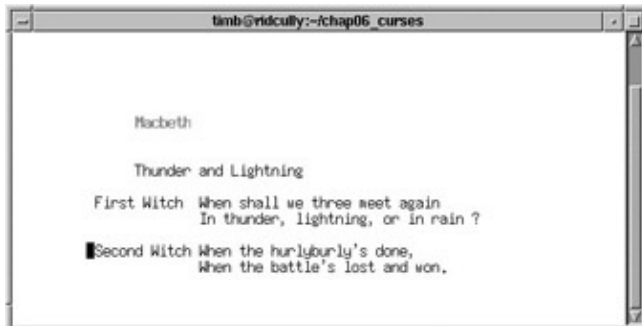 timb@ridcully:~/chap06_curses
Macbeth
Thunder and Lightning
First Witch When shall we three meet again
In thunder, lightning, or in rain ?
Second Witch When the hurlyburly's done,
When the battle's lost and won.